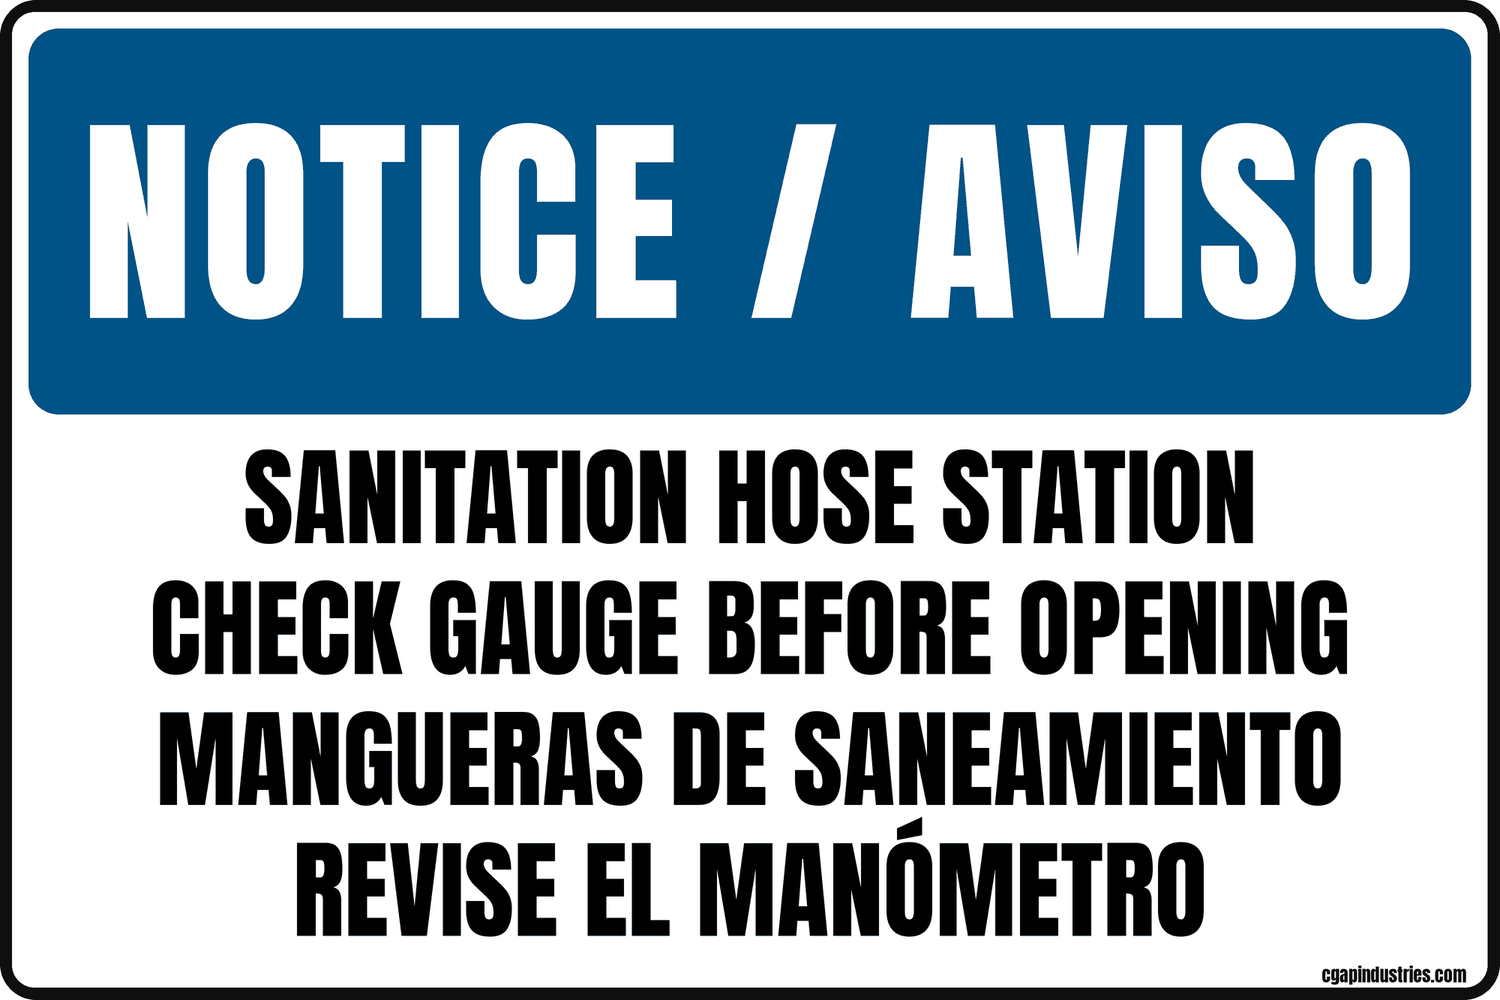 NOTICE / AVISO
SANITATION HOSE STATION
CHECK GAUGE BEFORE OPENING
MANGUERAS DE SANEAMIENTO
REVISE EL MANÓMETRO
cgapindustries.com